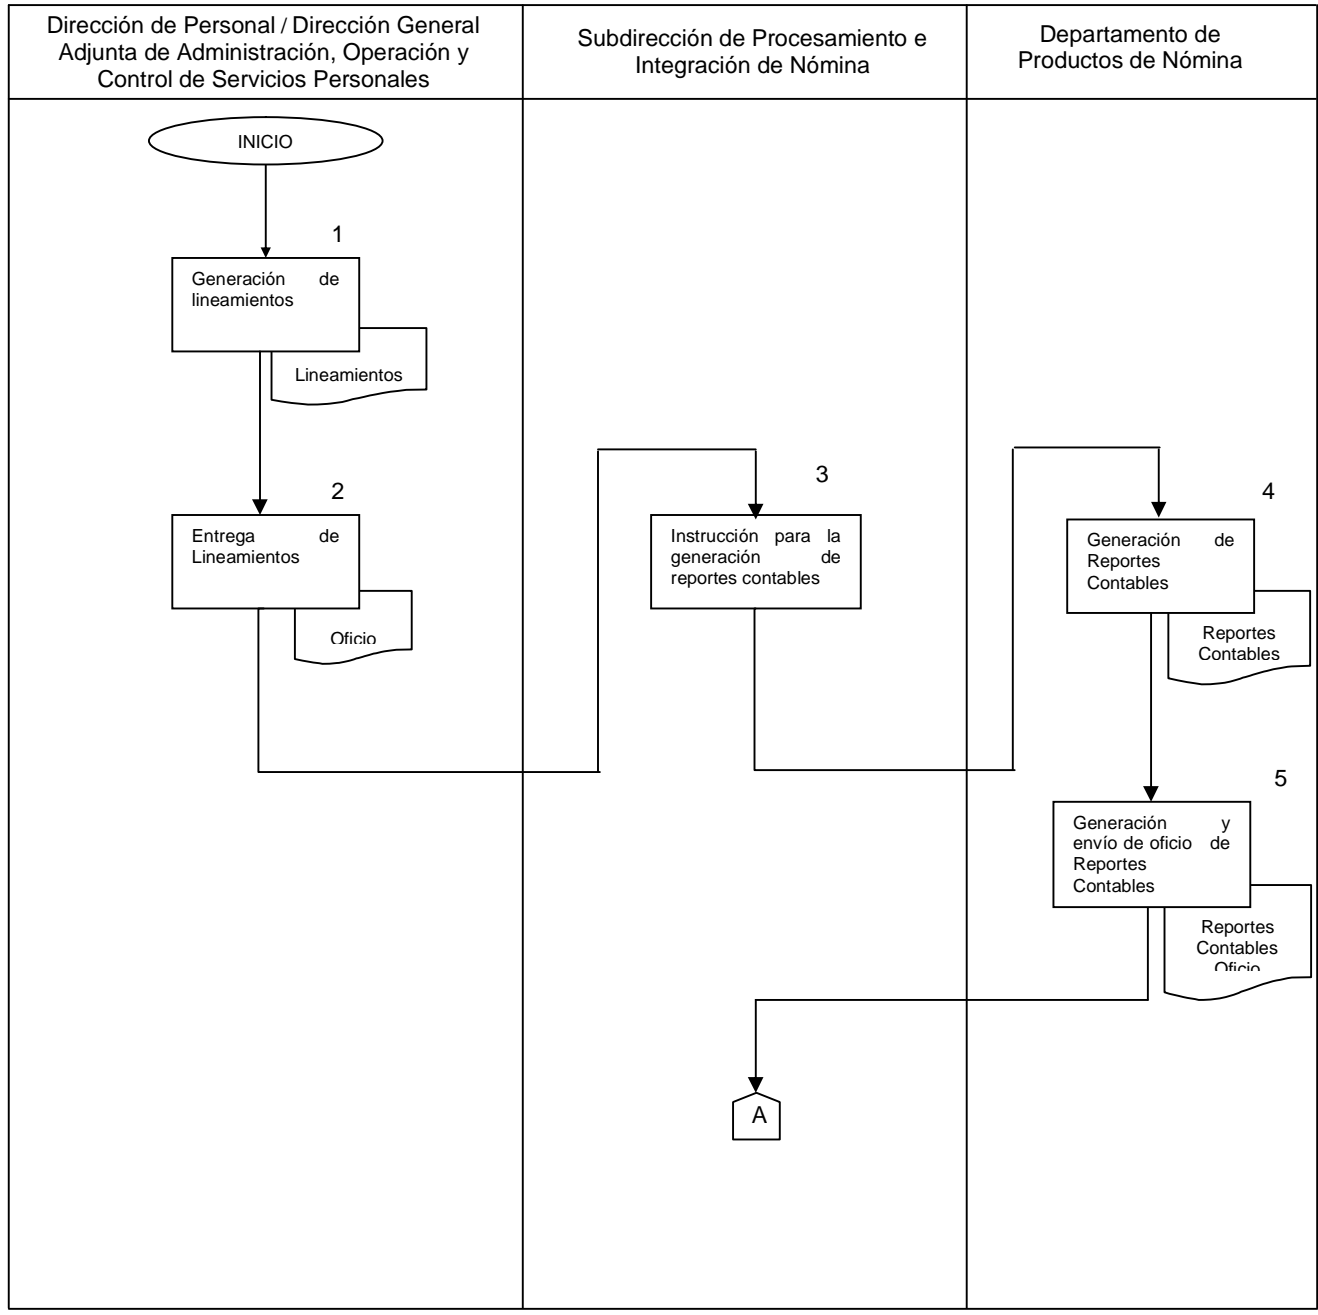 Dirección de Personal / Dirección General
Adjunta de Administración, Operación y
Control de Servicios Personales
Subdirección de Procesamiento e
Integración de Nómina
Departamento de
Productos de Nómina
INICIO
1
Generación de
lineamientos
Lineamientos
2
Entrega de
Lineamientos
Oficio
3
Instrucción para la
generación de
reportes contables
4
Generación de
Reportes
Contables
Reportes
Contables
5
Generación y
envío de oficio de
Reportes
Contables
Reportes
Contables
Oficio
A